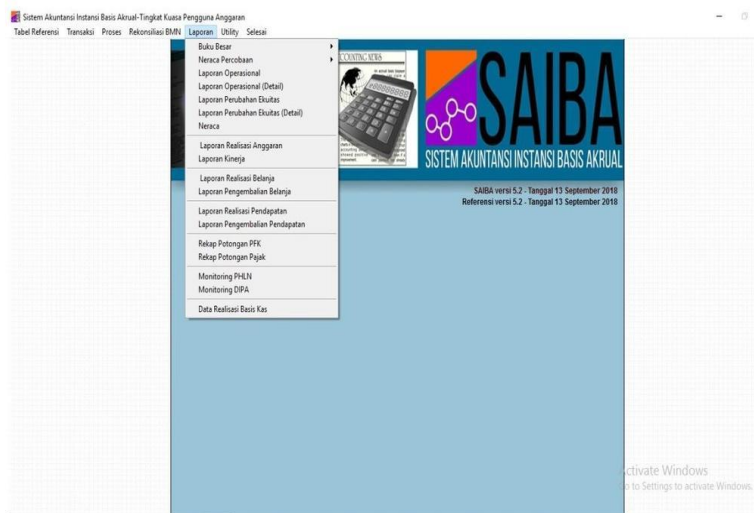 Sistem Akuntansi Instansi Basis Akrual-Tingkat Kuasa Pengguna Anggaran
Tabel Referensi Transaksi Proses Rekonsiliasi BMN Laporan Utility Selesai
Buku Besar
Neraca Percobaan
Laporan Operasional
Laporan Operasional (Detail)
Laporan Perubahan Ekuitas
Laporan Perubahan Ekuitas (Detail)
Neraca
Laporan Realisasi Anggaran
Laporan Kinerja
Laporan Realisasi Belanja
Laporan Pengembalian Belanja
Laporan Realisasi Pendapatan
Laporan Pengembalian Pendapatan
Rekap Potongan PFK
Rekap Potongan Pajak
Monitoring PHLN
Monitoring DIPA
Data Realisasi Basis Kas
COUNTING NEWS
SAIBA
SISTEM AKUNTANSI INSTANSI BASIS AKRUAL
SAIBA versi 5.2 - Tanggal 13 September 2018
Referensi versi 5.2 - Tanggal 13 September 2018
Activate Windows
Go to Settings to activate Windows.